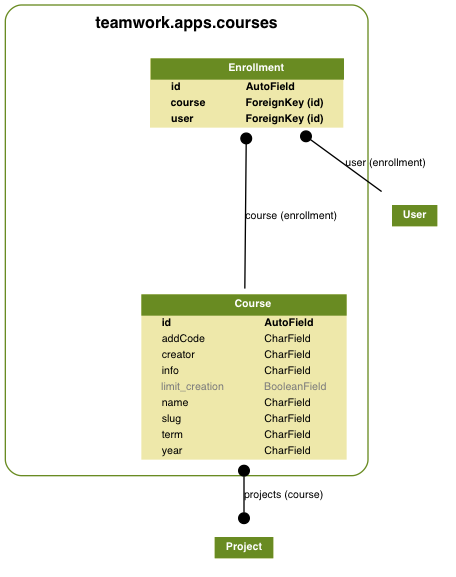 teamwork.apps.courses
Enrollment
id AutoField
course ForeignKey (id)
user ForeignKey (id)
user (enrollment)
User
course (enrollment)
Course
id AutoField
addCode CharField
creator CharField
info CharField
limit_creation BooleanField
name CharField
slug CharField
term CharField
year CharField
projects (course)
Project